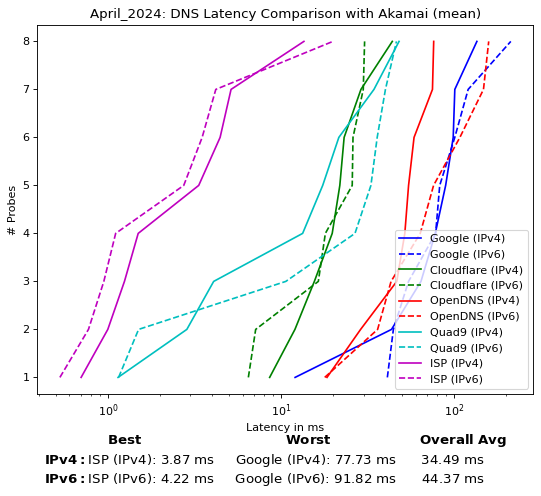 April_2024: DNS Latency Comparison with Akamai (mean)
8
7
6
5
4
3
2
1
# Probes
Google (IPv4)
Google (IPv6)
Cloudflare (IPv4)
Cloudflare (IPv6)
OpenDNS (IPv4)
OpenDNS (IPv6)
Quad9 (IPv4)
Quad9 (IPv6)
ISP (IPv4)
ISP (IPv6)
10⁰ 10¹ 10²
Latency in ms
Best Worst Overall Avg
IPv4: ISP (IPv4): 3.87 ms Google (IPv4): 77.73 ms 34.49 ms
IPv6: ISP (IPv6): 4.22 ms Google (IPv6): 91.82 ms 44.37 ms